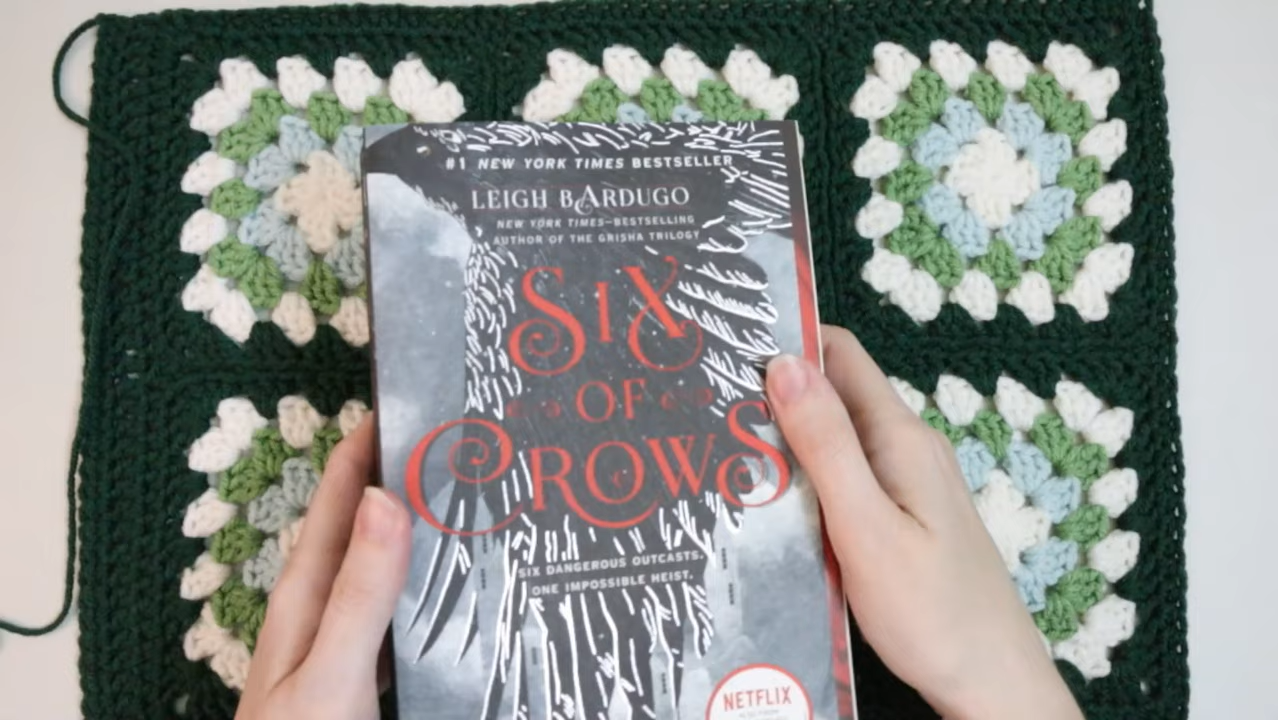 #1 NEW YORK TIMES BESTSELLER
LEIGH BARDUGO
NEW YORK TIMES–BESTSELLING
AUTHOR OF THE GRISHA TRILOGY
SIX
OF
CROWS
SIX DANGEROUS OUTCASTS.
ONE IMPOSSIBLE HEIST.
NETFLIX